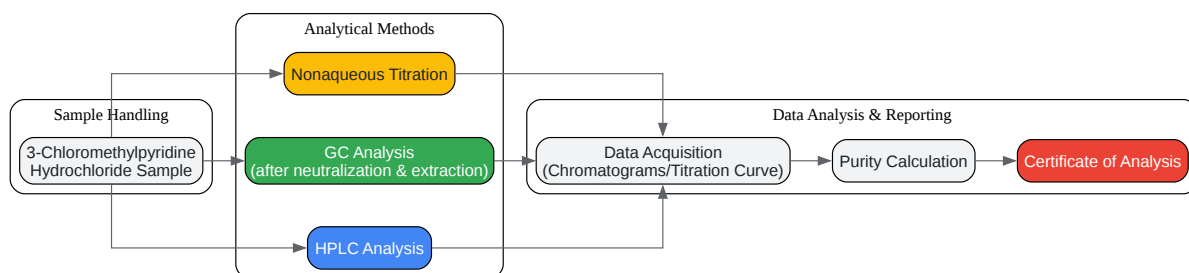 Analytical Methods
Nonaqueous Titration
Sample Handling
3-Chloromethylpyridine
Hydrochloride Sample
GC Analysis
(after neutralization & extraction)
HPLC Analysis
Data Analysis & Reporting
Data Acquisition
(Chromatograms/Titration Curve)
Purity Calculation
Certificate of Analysis